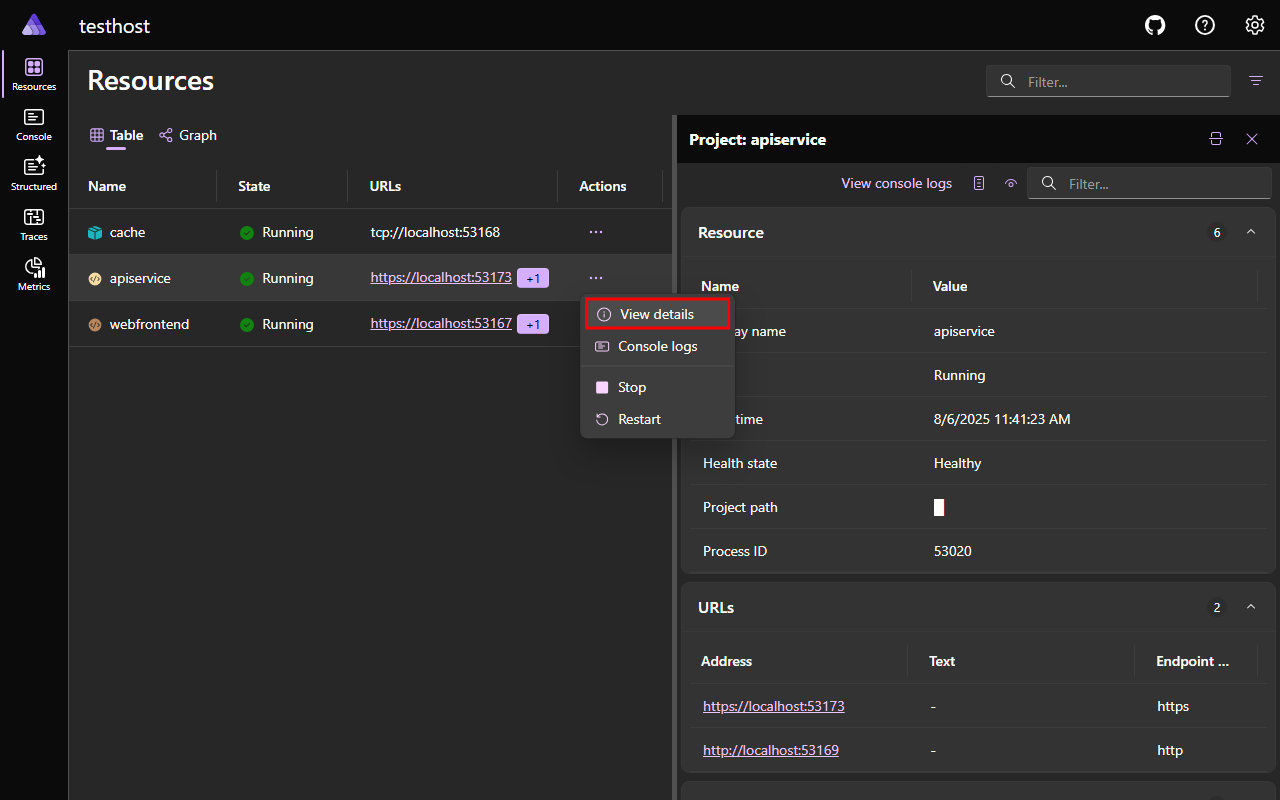 testhost
Resources
Console
Structured
Traces
Metrics
Resources
Filter...
Table Graph
Name State URLs Actions
cache Running tcp://localhost:53168
apiservice Running https://localhost:53173 +1
webfrontend Running https://localhost:53167 +1
View details
Console logs
Stop
Restart
Project: apiservice
View console logs Filter...
Resource 6
Name Value
ay name apiservice
Running
time 8/6/2025 11:41:23 AM
Health state Healthy
Project path
Process ID 53020
URLs 2
Address Text Endpoint ...
https://localhost:53173 - https
http://localhost:53169 - http